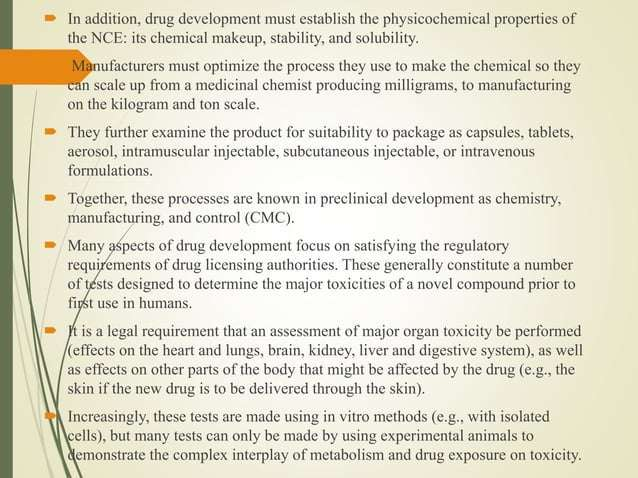 In addition, drug development must establish the physicochemical properties of
the NCE: its chemical makeup, stability, and solubility.
Manufacturers must optimize the process they use to make the chemical so they
can scale up from a medicinal chemist producing milligrams, to manufacturing
on the kilogram and ton scale.
They further examine the product for suitability to package as capsules, tablets,
aerosol, intramuscular injectable, subcutaneous injectable, or intravenous
formulations.
Together, these processes are known in preclinical development as chemistry,
manufacturing, and control (CMC).
Many aspects of drug development focus on satisfying the regulatory
requirements of drug licensing authorities. These generally constitute a number
of tests designed to determine the major toxicities of a novel compound prior to
first use in humans.
It is a legal requirement that an assessment of major organ toxicity be performed
(effects on the heart and lungs, brain, kidney, liver and digestive system), as well
as effects on other parts of the body that might be affected by the drug (e.g., the
skin if the new drug is to be delivered through the skin).
Increasingly, these tests are made using in vitro methods (e.g., with isolated
cells), but many tests can only be made by using experimental animals to
demonstrate the complex interplay of metabolism and drug exposure on toxicity.